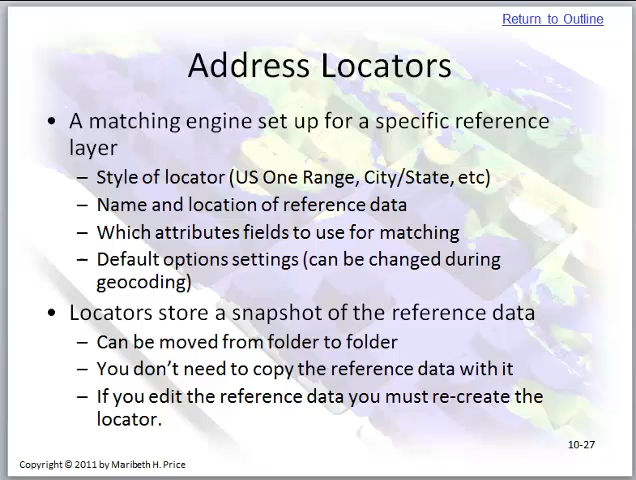 Return to Outline
Address Locators
• A matching engine set up for a specific reference
layer
– Style of locator (US One Range, City/State, etc)
– Name and location of reference data
– Which attributes fields to use for matching
– Default options settings (can be changed during
geocoding)
• Locators store a snapshot of the reference data
– Can be moved from folder to folder
– You don't need to copy the reference data with it
– If you edit the reference data you must re-create the
locator.
10-27
Copyright © 2011 by Maribeth H. Price